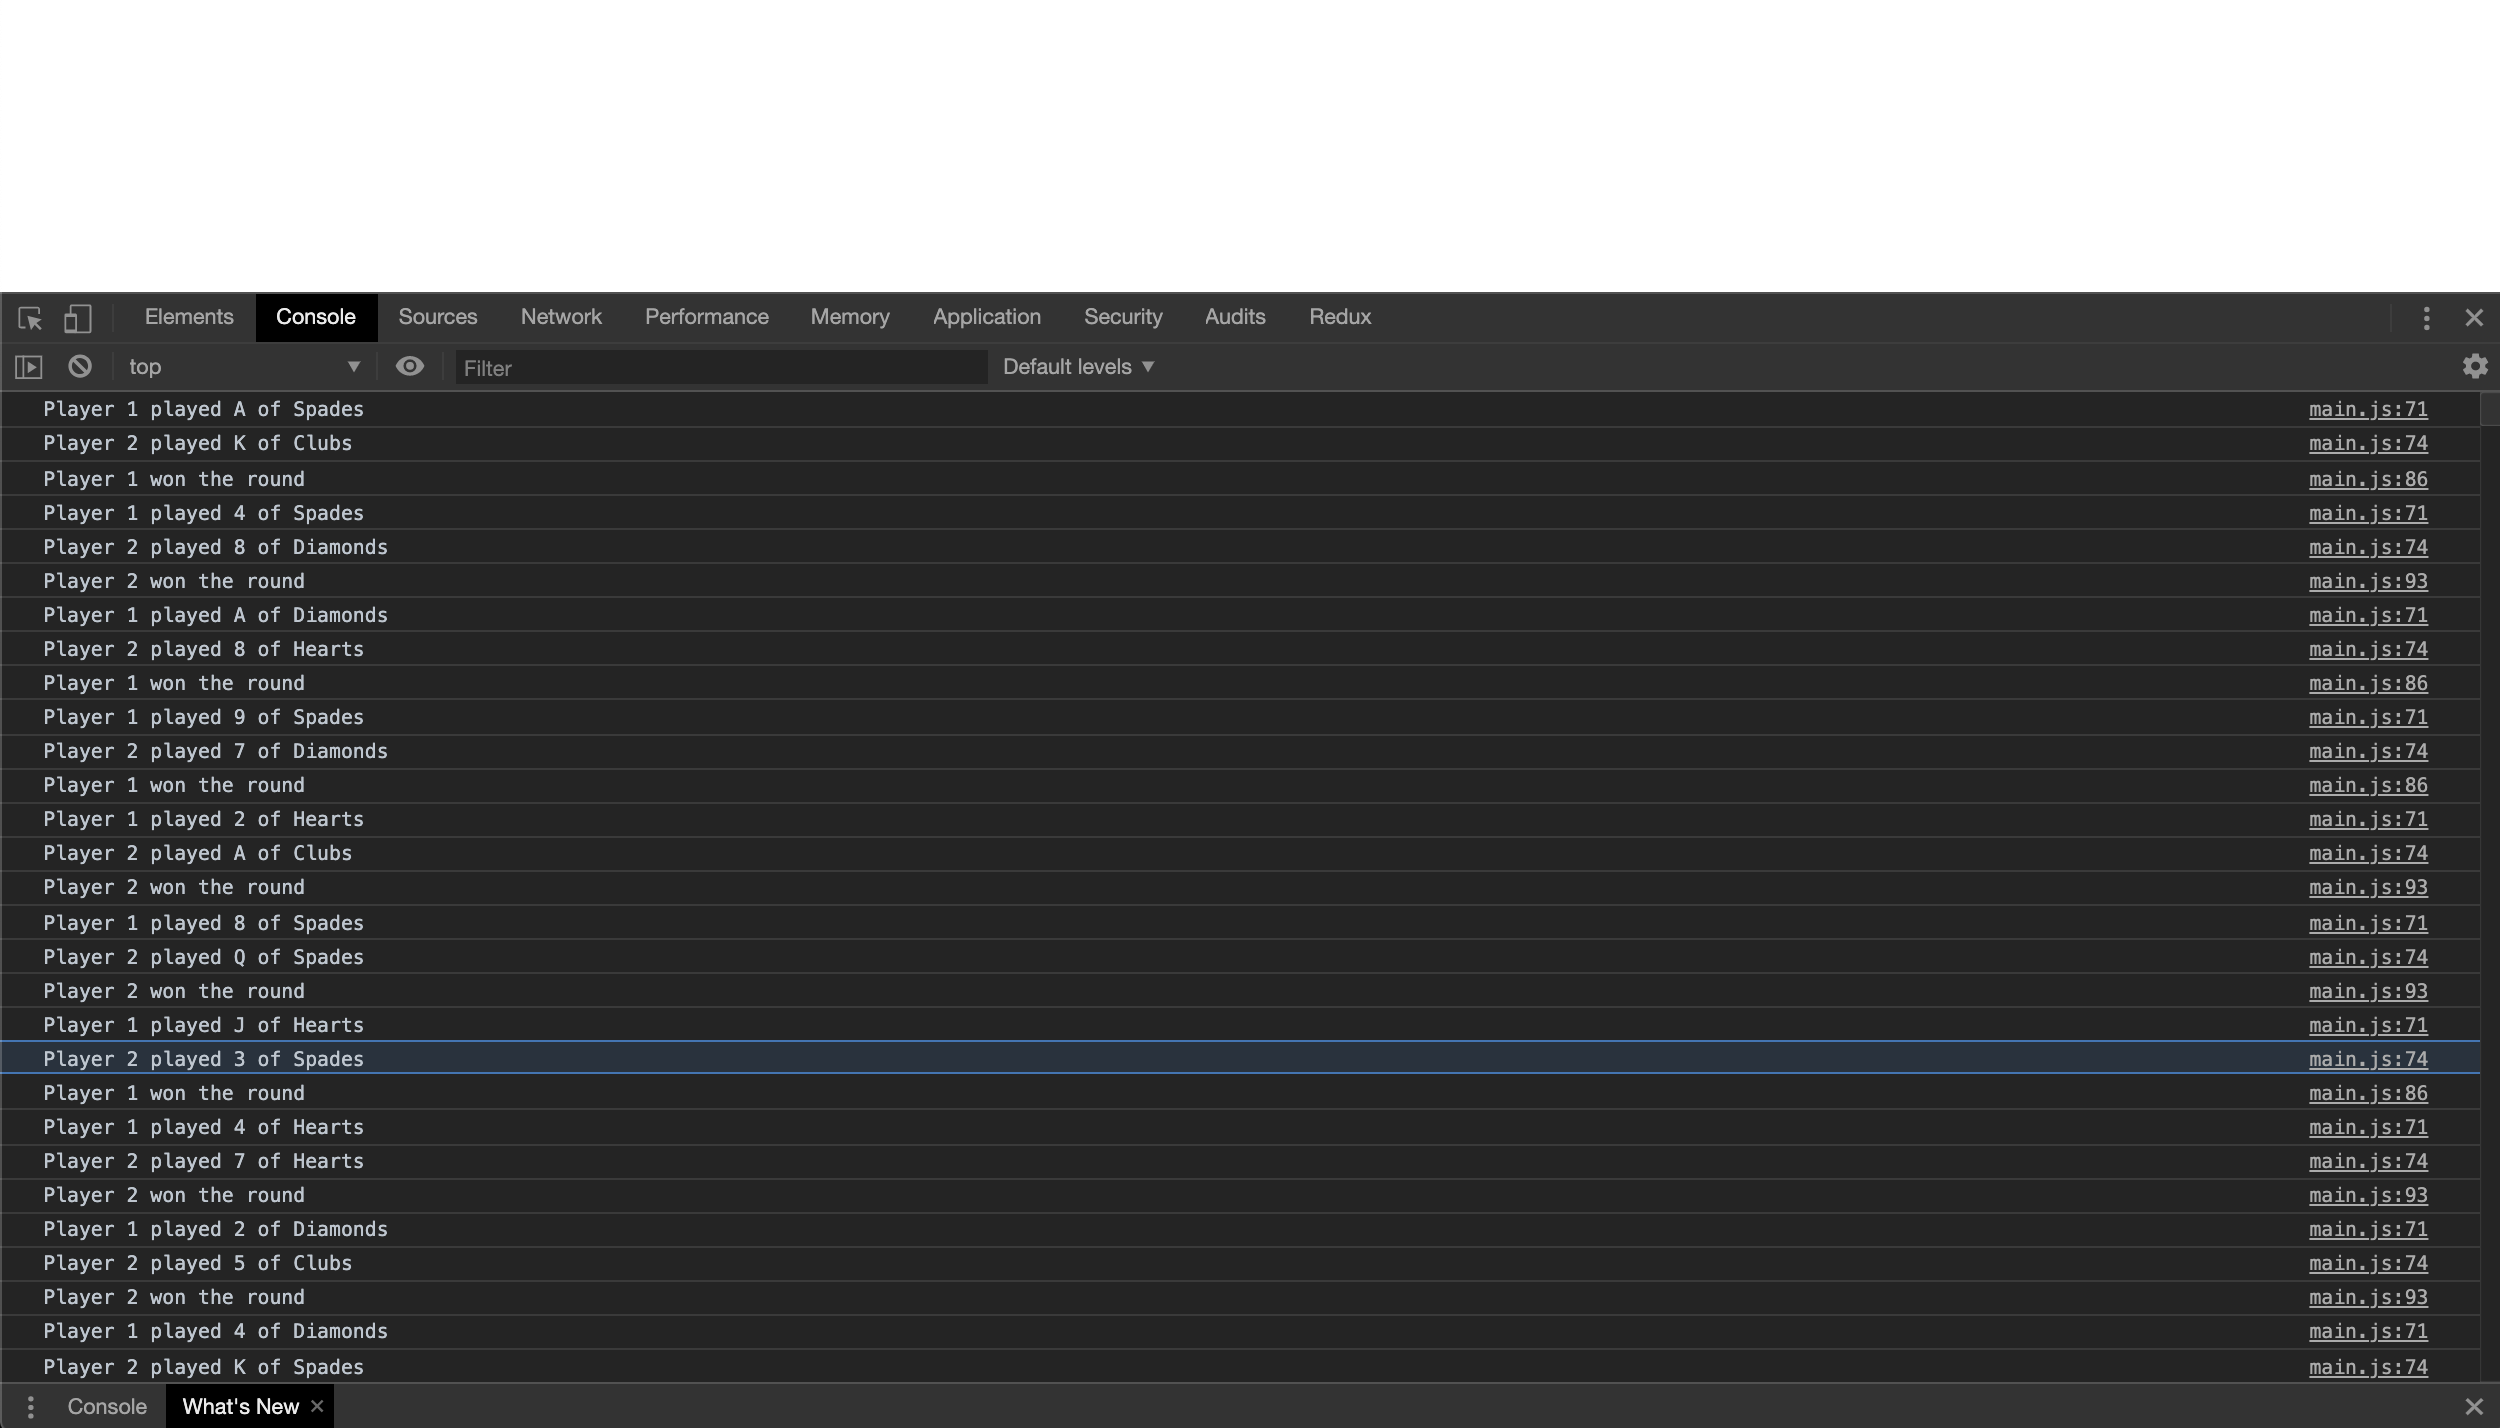 Elements Console Sources Network Performance Memory Application Security Audits Redux
top Filter Default levels
Player 1 played A of Spades main.js:71
Player 2 played K of Clubs main.js:74
Player 1 won the round main.js:86
Player 1 played 4 of Spades main.js:71
Player 2 played 8 of Diamonds main.js:74
Player 2 won the round main.js:93
Player 1 played A of Diamonds main.js:71
Player 2 played 8 of Hearts main.js:74
Player 1 won the round main.js:86
Player 1 played 9 of Spades main.js:71
Player 2 played 7 of Diamonds main.js:74
Player 1 won the round main.js:86
Player 1 played 2 of Hearts main.js:71
Player 2 played A of Clubs main.js:74
Player 2 won the round main.js:93
Player 1 played 8 of Spades main.js:71
Player 2 played Q of Spades main.js:74
Player 2 won the round main.js:93
Player 1 played J of Hearts main.js:71
Player 2 played 3 of Spades main.js:74
Player 1 won the round main.js:86
Player 1 played 4 of Hearts main.js:71
Player 2 played 7 of Hearts main.js:74
Player 2 won the round main.js:93
Player 1 played 2 of Diamonds main.js:71
Player 2 played 5 of Clubs main.js:74
Player 2 won the round main.js:93
Player 1 played 4 of Diamonds main.js:71
Player 2 played K of Spades main.js:74
Console What's New